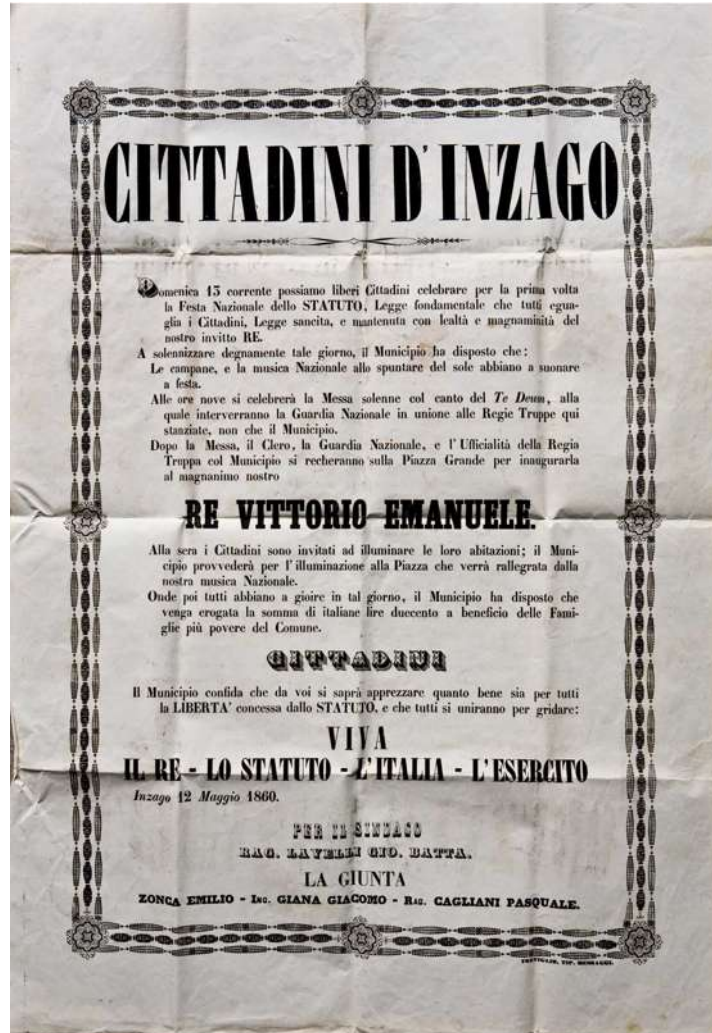 CITTADINI D'INZAGO
Domenica 13 corrente possiamo liberi Cittadini celebrare per la prima volta
la Festa Nazionale dello STATUTO, Legge fondamentale che tutti egua-
glia i Cittadini, Legge sancita, e mantenuta con lealtà e magnaminità del
nostro invitto RE.
A solennizzare degnamente tale giorno, il Municipio ha disposto che:
Le campane, e la musica Nazionale allo spuntare del sole abbiano a suonare
a festa.
Alle ore nove si celebrerà la Messa solenne col canto del Te Deum, alla
quale interverranno la Guardia Nazionale in unione alle Regie Truppe qui
stanziate, non che il Municipio.
Dopo la Messa, il Clero, la Guardia Nazionale, e l'Ufficialità della Regia
Truppa col Municipio si recheranno sulla Piazza Grande per inaugurarla
al magnanimo nostro
RE VITTORIO EMANUELE.
Alla sera i Cittadini sono invitati ad illuminare le loro abitazioni; il Muni-
cipio provvederà per l'illuminazione alla Piazza che verrà rallegrata dalla
nostra musica Nazionale.
Onde poi tutti abbiano a gioire in tal giorno, il Municipio ha disposto che
venga erogata la somma di italiane lire duecento a beneficio delle Fami-
glie più povere del Comune.
CITTADINI
Il Municipio confida che da voi si saprà apprezzare quanto bene sia per tutti
la LIBERTA' concessa dallo STATUTO, e che tutti si uniranno per gridare:
VIVA
IL RE - LO STATUTO - L'ITALIA - L'ESERCITO
Inzago 12 Maggio 1860.
PER IL SINDACO
RAG. LAVELLI GIO. BATTA.
LA GIUNTA
ZONCA EMILIO - ING. GIANA GIACOMO - RAG. CAGLIANI PASQUALE.
TREVIGLIO, TIP. MESSAGGI.